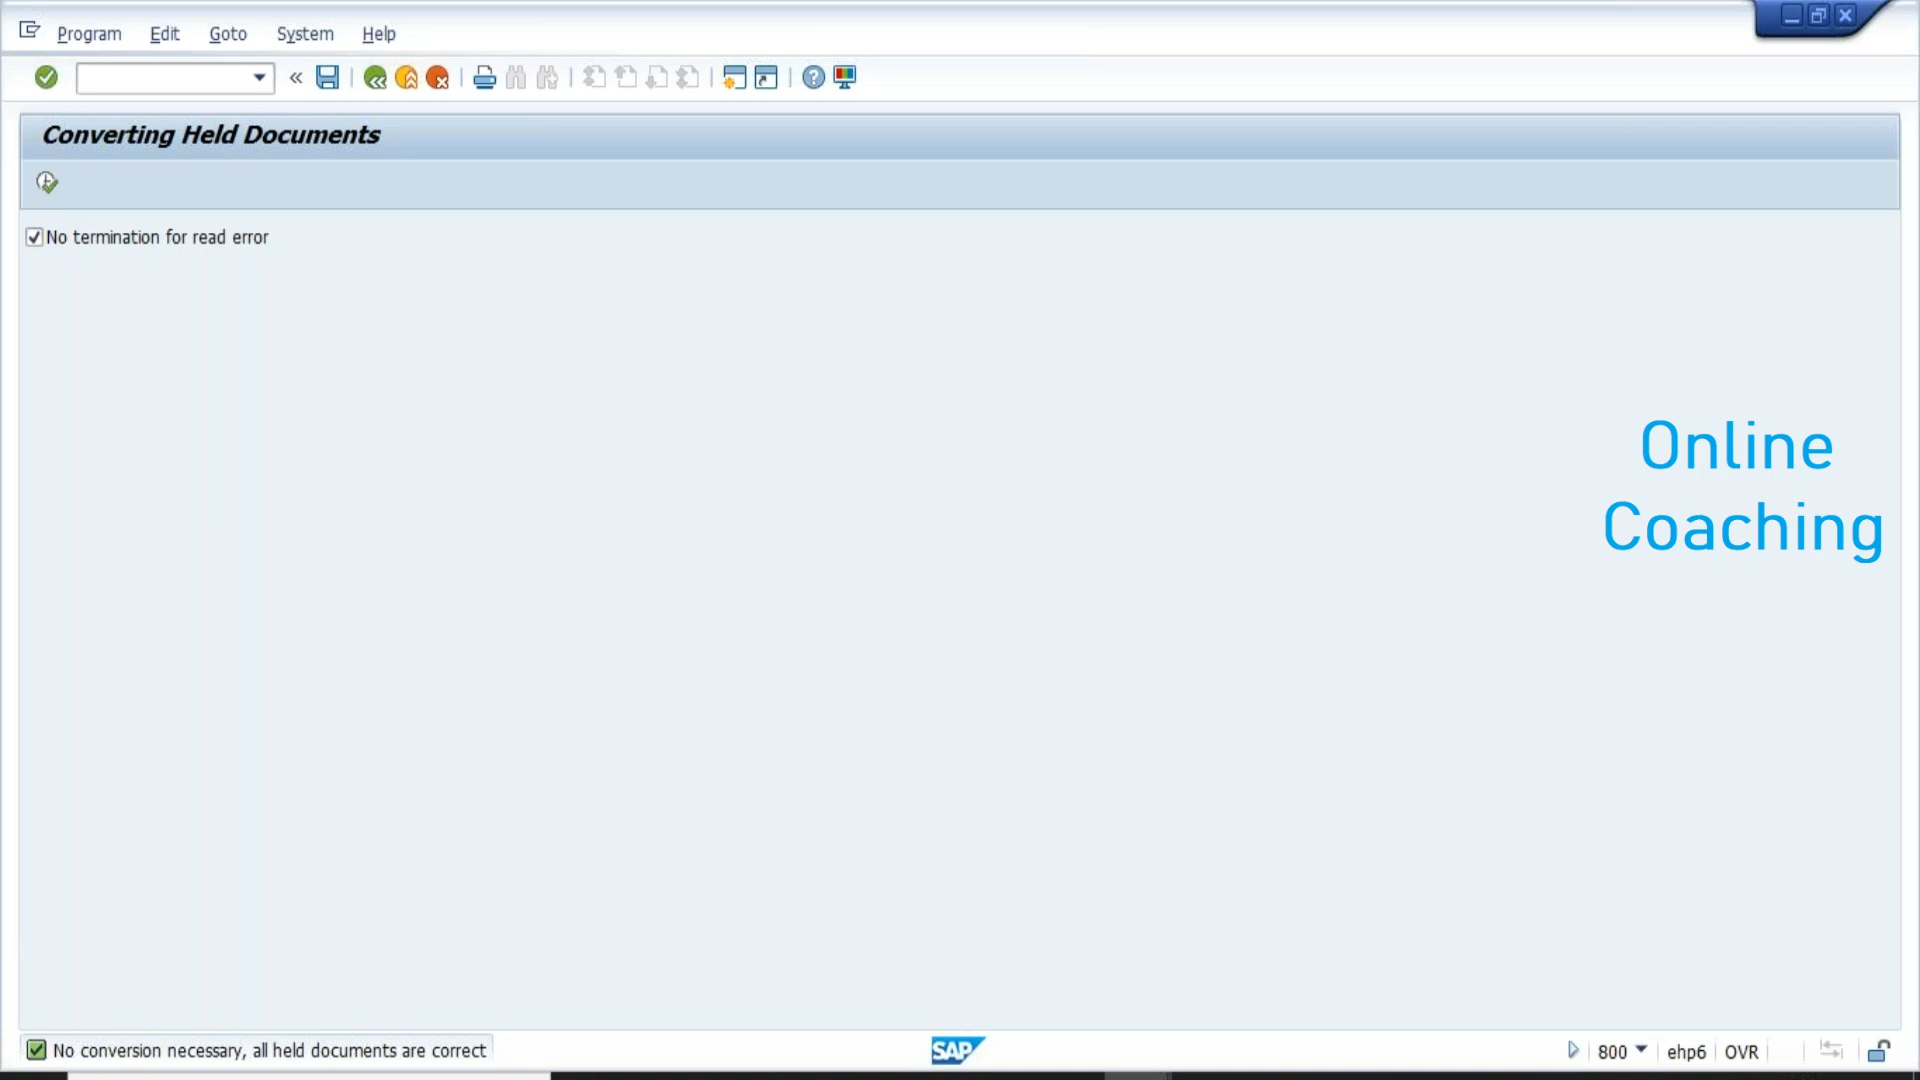 Program Edit Goto System Help
Converting Held Documents
No termination for read error
Online
Coaching
No conversion necessary, all held documents are correct
SAP
800 ehp6 OVR